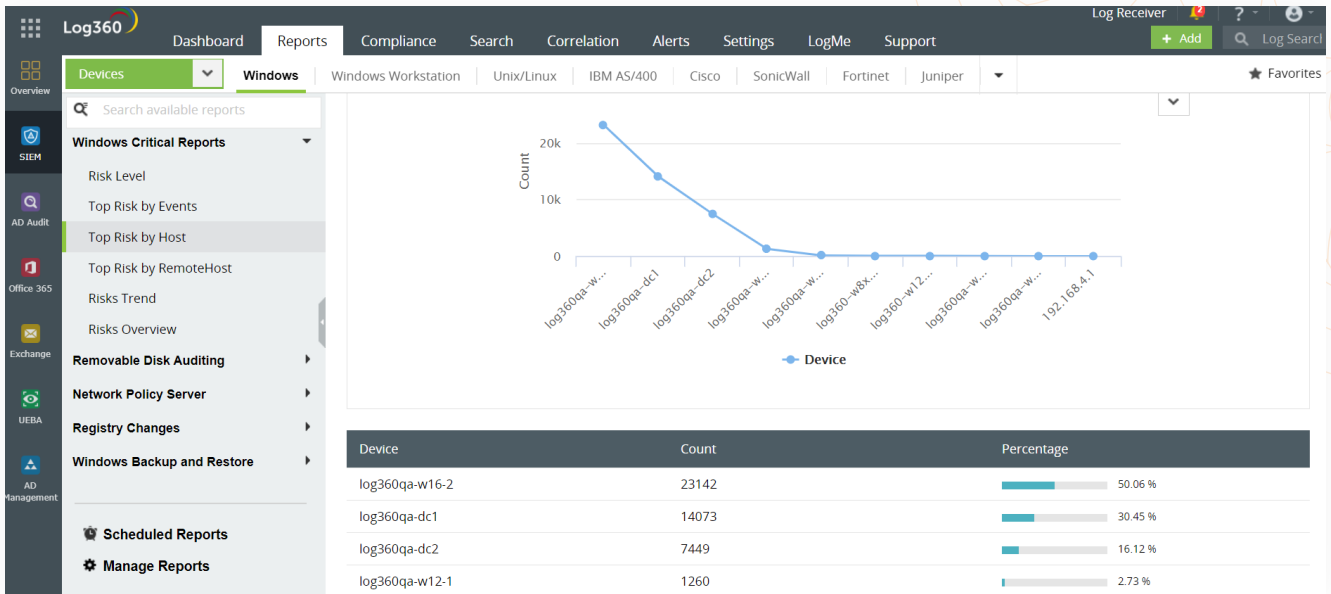 Log360
Log Receiver
2
?
Dashboard
Reports
Compliance
Search
Correlation
Alerts
Settings
LogMe
Support
+ Add
Log Search
Overview
SIEM
AD Audit
Office 365
Exchange
UEBA
AD
Management
Devices
Windows
Windows Workstation
Unix/Linux
IBM AS/400
Cisco
SonicWall
Fortinet
Juniper
Favorites
Search available reports
Windows Critical Reports
Risk Level
Top Risk by Events
Top Risk by Host
Top Risk by RemoteHost
Risks Trend
Risks Overview
Removable Disk Auditing
Network Policy Server
Registry Changes
Windows Backup and Restore
Scheduled Reports
Manage Reports
Count
20k
10k
0
log360qa-w...
log360qa-dc1
log360qa-dc2
log360qa-w...
log360qa-w...
log360-w8x...
log360-w12...
log360qa-w...
log360qa-w...
192.168.4.1
Device
Device Count Percentage
log360qa-w16-2 23142 50.06 %
log360qa-dc1 14073 30.45 %
log360qa-dc2 7449 16.12 %
log360qa-w12-1 1260 2.73 %